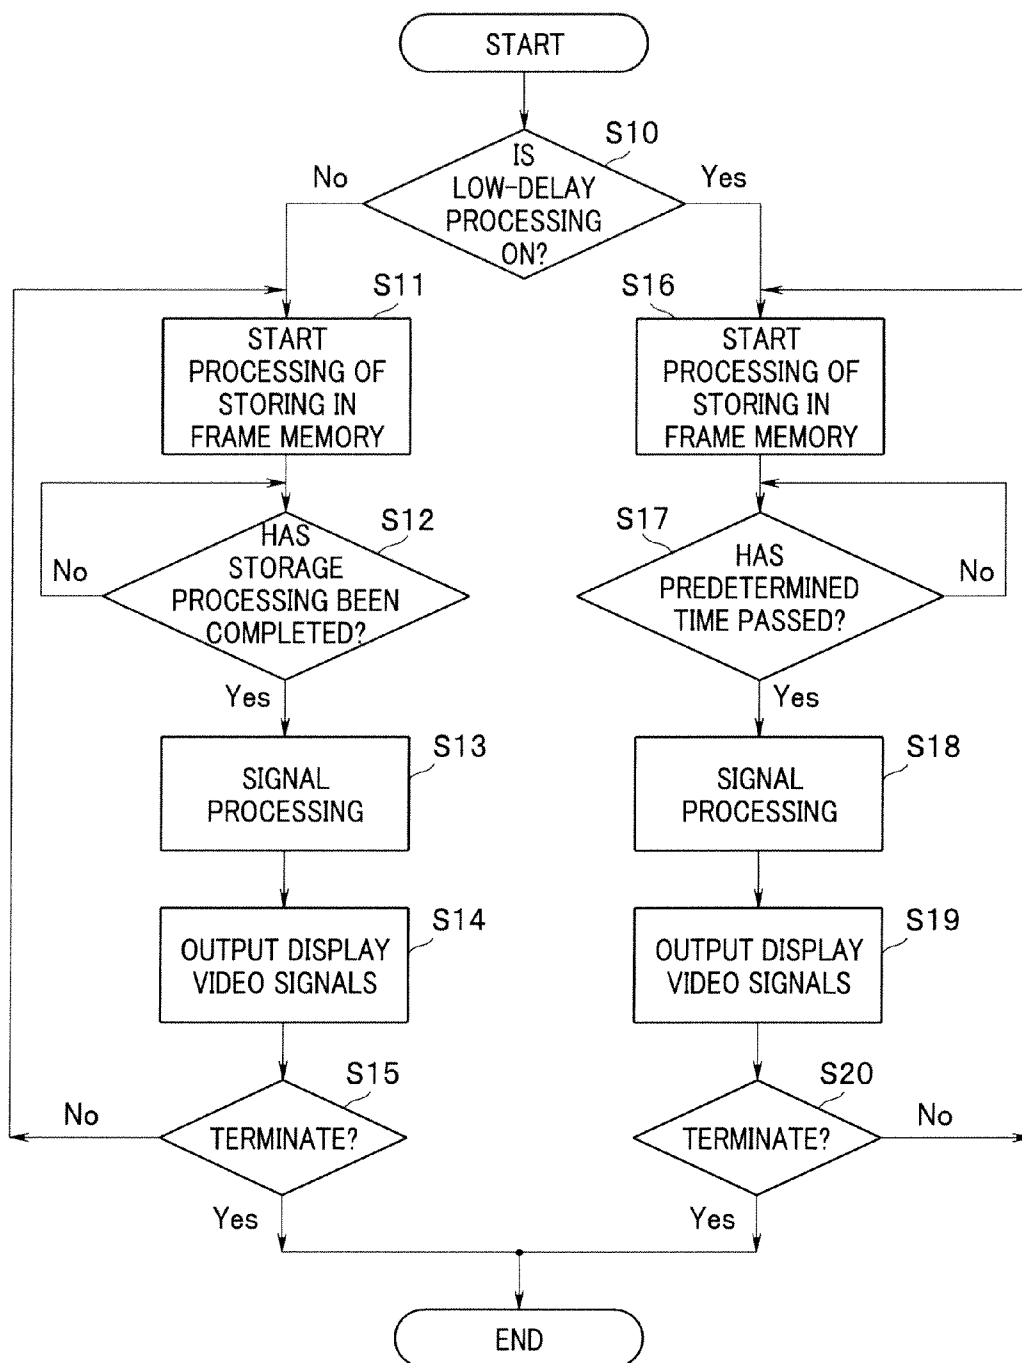 START
S10
IS
LOW-DELAY
PROCESSING
ON?
No
Yes
S11
START
PROCESSING OF
STORING IN
FRAME MEMORY
S16
START
PROCESSING OF
STORING IN
FRAME MEMORY
S12
HAS
STORAGE
PROCESSING BEEN
COMPLETED?
No
Yes
S17
HAS
PREDETERMINED
TIME PASSED?
No
Yes
S13
SIGNAL
PROCESSING
S18
SIGNAL
PROCESSING
S14
OUTPUT DISPLAY
VIDEO SIGNALS
S19
OUTPUT DISPLAY
VIDEO SIGNALS
S15
TERMINATE?
No
Yes
S20
TERMINATE?
No
Yes
END